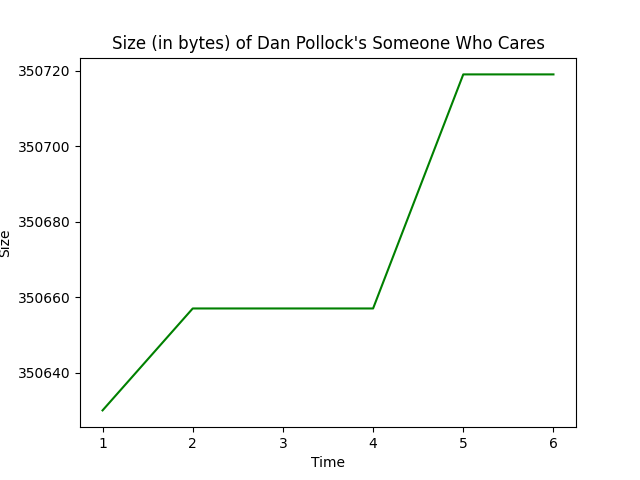 Size (in bytes) of Dan Pollock's Someone Who Cares
350720
350700
350680
350660
350640
Size
1 2 3 4 5 6
Time